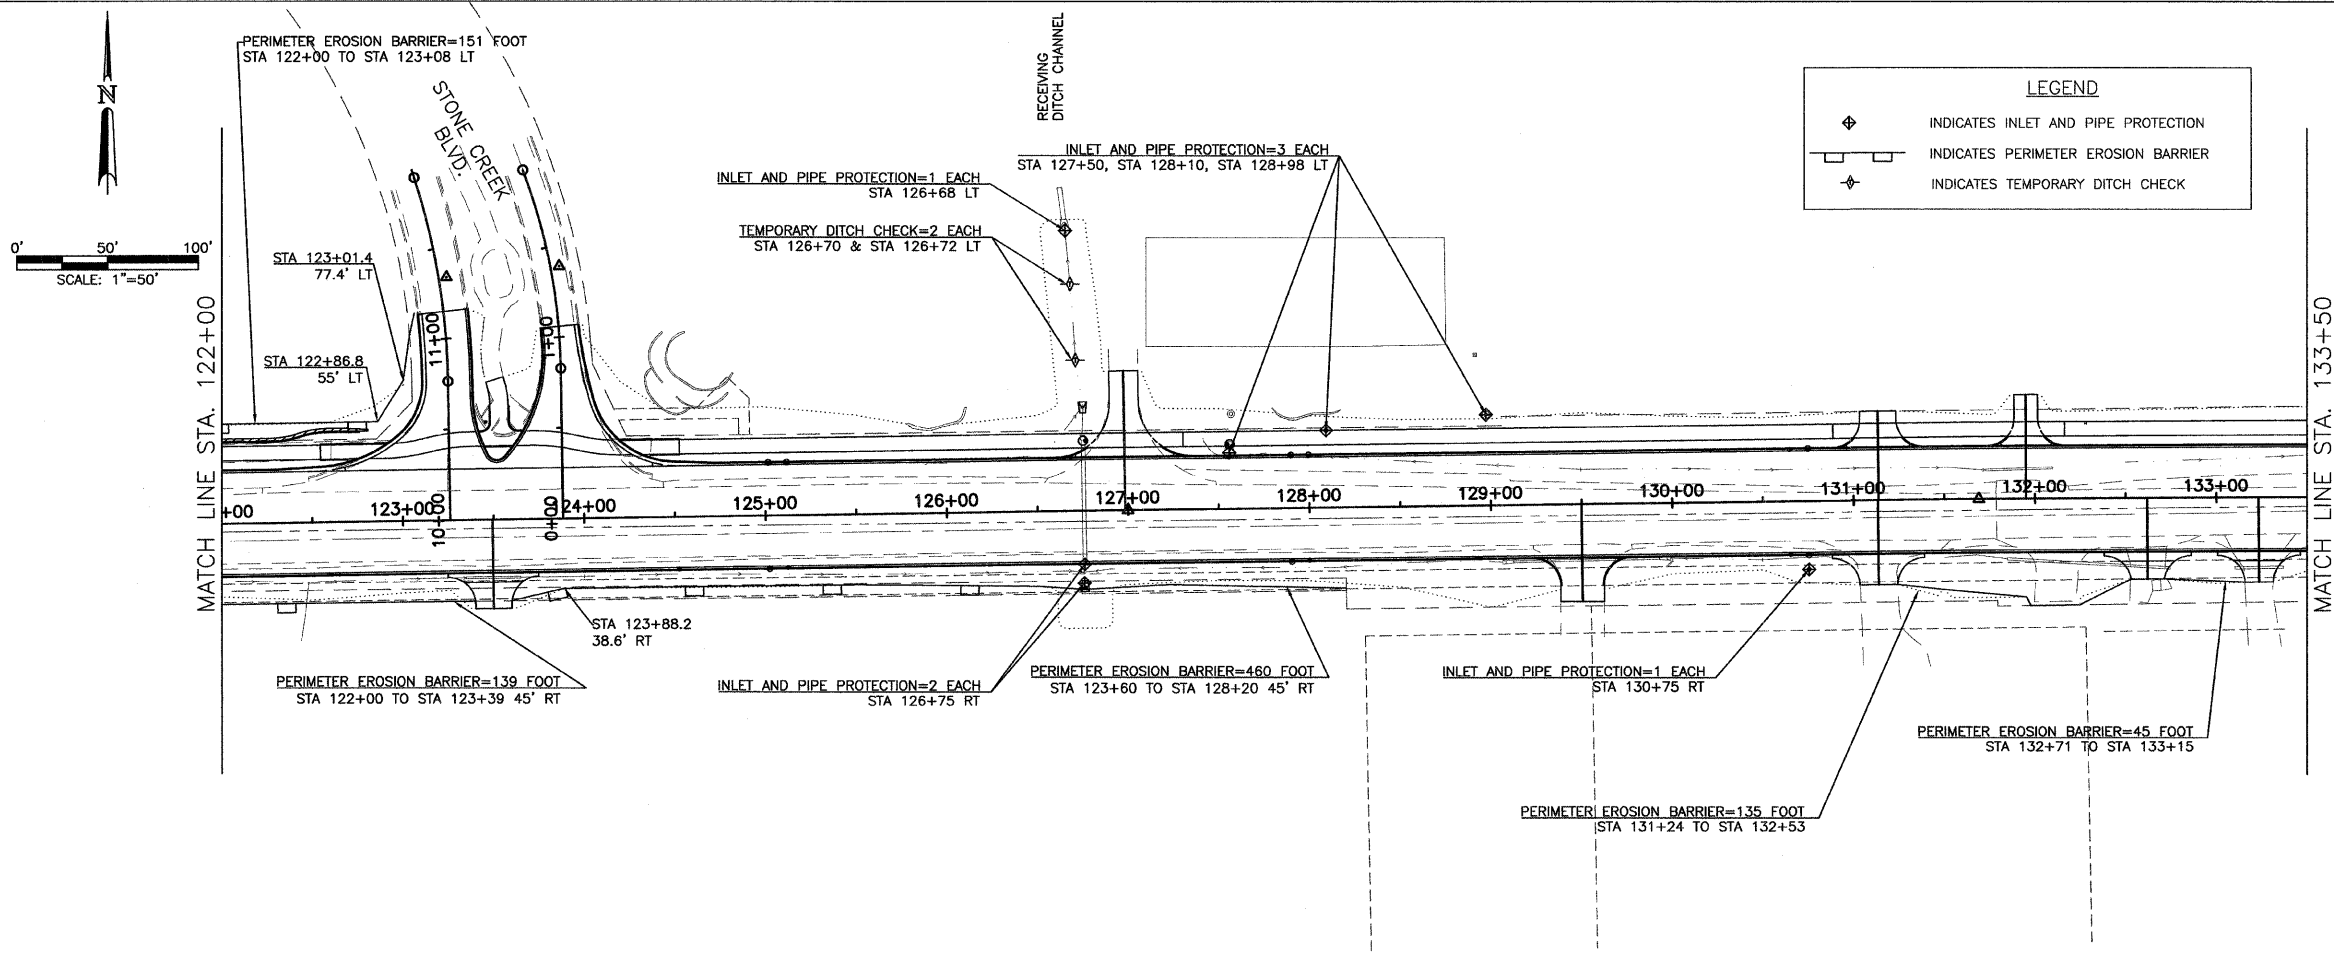 PERIMETER EROSION BARRIER=151 FOOT
STA 122+00 TO STA 123+08 LT
N
0' 50' 100'
SCALE: 1"=50'
STONE CREEK
BLVD.
RECEIVING
DITCH CHANNEL
LEGEND
INDICATES INLET AND PIPE PROTECTION
INDICATES PERIMETER EROSION BARRIER
INDICATES TEMPORARY DITCH CHECK
INLET AND PIPE PROTECTION=3 EACH
STA 127+50, STA 128+10, STA 128+98 LT
INLET AND PIPE PROTECTION=1 EACH
STA 126+68 LT
TEMPORARY DITCH CHECK=2 EACH
STA 126+70 & STA 126+72 LT
STA 123+01.4
77.4' LT
STA 122+86.8
55' LT
MATCH LINE STA. 122+00
MATCH LINE STA. 133+50
11+00
1+00
10+00
0+00
+00
123+00
24+00
125+00
126+00
127+00
128+00
129+00
130+00
131+00
132+00
133+00
STA 123+88.2
38.6' RT
PERIMETER EROSION BARRIER=139 FOOT
STA 122+00 TO STA 123+39 45' RT
INLET AND PIPE PROTECTION=2 EACH
STA 126+75 RT
PERIMETER EROSION BARRIER=460 FOOT
STA 123+60 TO STA 128+20 45' RT
INLET AND PIPE PROTECTION=1 EACH
STA 130+75 RT
PERIMETER EROSION BARRIER=45 FOOT
STA 132+71 TO STA 133+15
PERIMETER EROSION BARRIER=135 FOOT
STA 131+24 TO STA 132+53